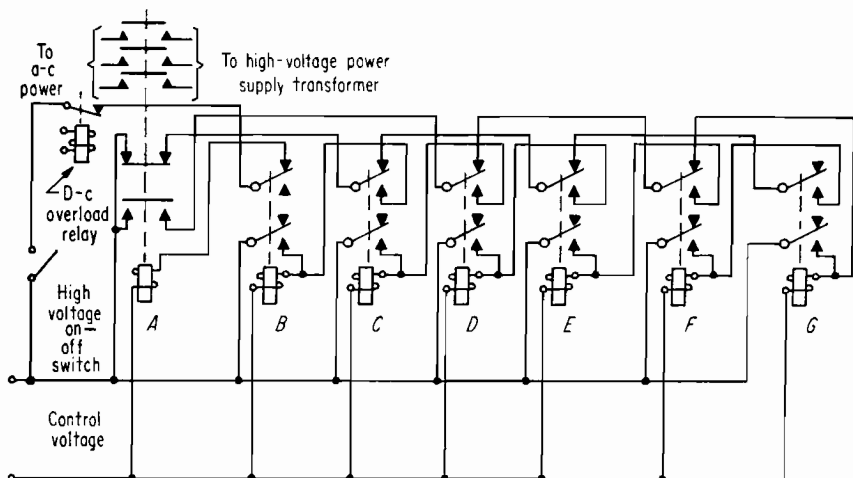 To
a-c
power
To high-voltage power
supply transformer
D-c
overload
relay
High
voltage
on—
off
switch
A
B
C
D
E
F
G
Control
voltage